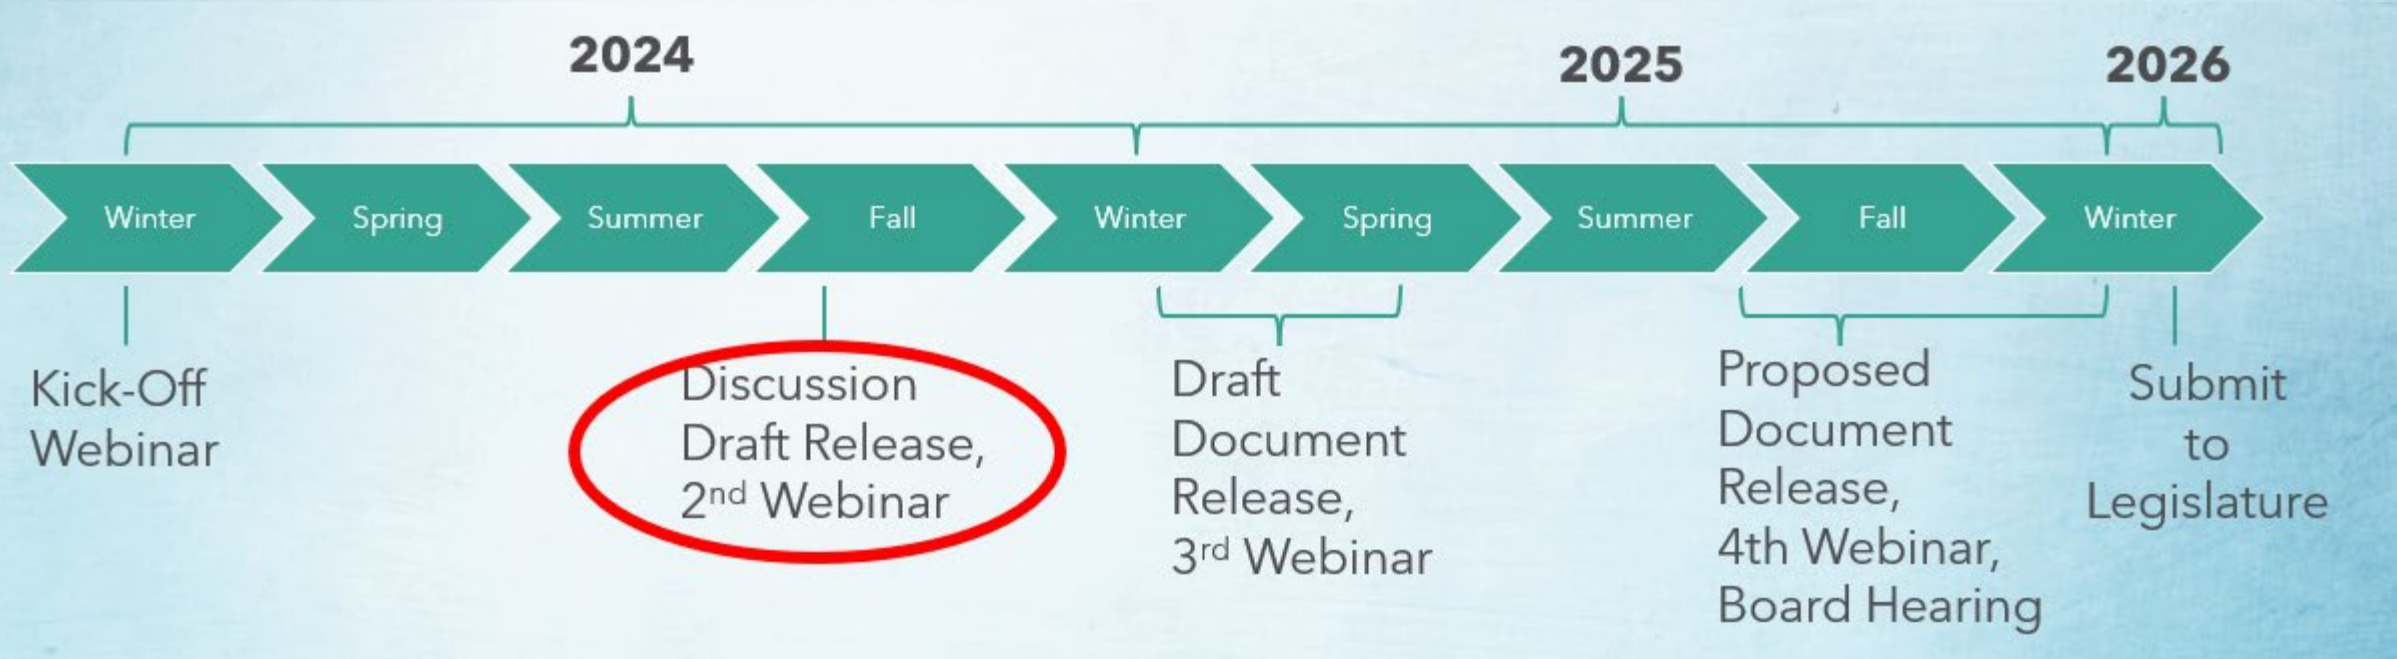 2024
2025
2026
Winter
Spring
Summer
Fall
Winter
Spring
Summer
Fall
Winter
Kick-Off
Webinar
Discussion
Draft Release,
2nd Webinar
Draft
Document
Release,
3rd Webinar
Proposed
Document
Release,
4th Webinar,
Board Hearing
Submit
to
Legislature